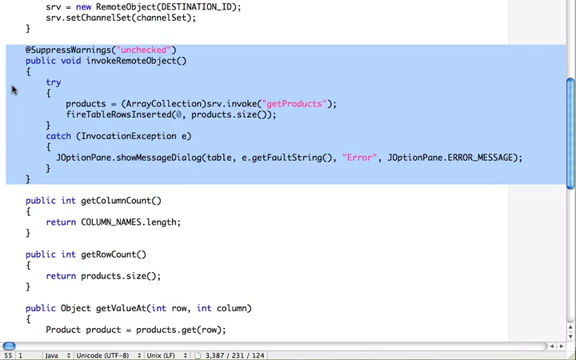 srv = new RemoteObject(DESTINATION_ID);
srv.setChannelSet(channelSet);
}
@SuppressWarnings("unchecked")
public void invokeRemoteObject()
{
try
{
products = (ArrayCollection)srv.invoke("getProducts");
fireTableRowsInserted(0, products.size());
}
catch (InvocationException e)
{
JOptionPane.showMessageDialog(table, e.getFaultString(), "Error", JOptionPane.ERROR_MESSAGE);
}
}
public int getColumnCount()
{
return COLUMN_NAMES.length;
}
public int getRowCount()
{
return products.size();
}
public Object getValueAt(int row, int column)
{
Product product = products.get(row);
55 1 Java Unicode (UTF-8) Unix (LF) 3,387 / 231 / 124